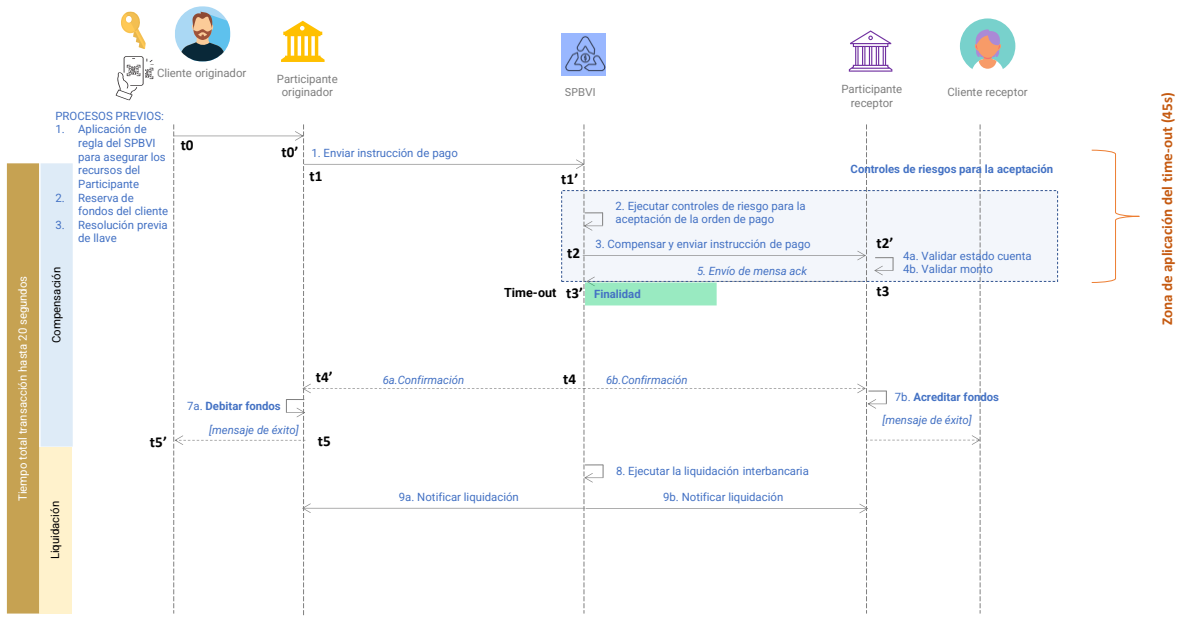 Cliente originador
Participante
originador
SPBVI
Participante
receptor
Cliente receptor
PROCESOS PREVIOS:
1. Aplicación de
regla del SPBVI
para asegurar los
recursos del
Participante
2. Reserva de
fondos del cliente
3. Resolución previa
de llave
t0
t0’
1. Enviar instrucción de pago
t1
t1’
Controles de riesgos para la aceptación
2. Ejecutar controles de riesgo para la
aceptación de la orden de pago
3. Compensar y enviar instrucción de pago
t2
t2’
4a. Validar estado cuenta
4b. Validar monto
5. Envío de mensa ack
Time-out
t3’
Finalidad
t3
Zona de aplicación del time-out (45s)
Tiempo total transacción hasta 20 segundos
Compensación
t4’
6a.Confirmación
t4
6b.Confirmación
7a. Debitar fondos
7b. Acreditar fondos
[mensaje de éxito]
[mensaje de éxito]
t5’
t5
8. Ejecutar la liquidación interbancaria
9a. Notificar liquidación
9b. Notificar liquidación
Liquidación